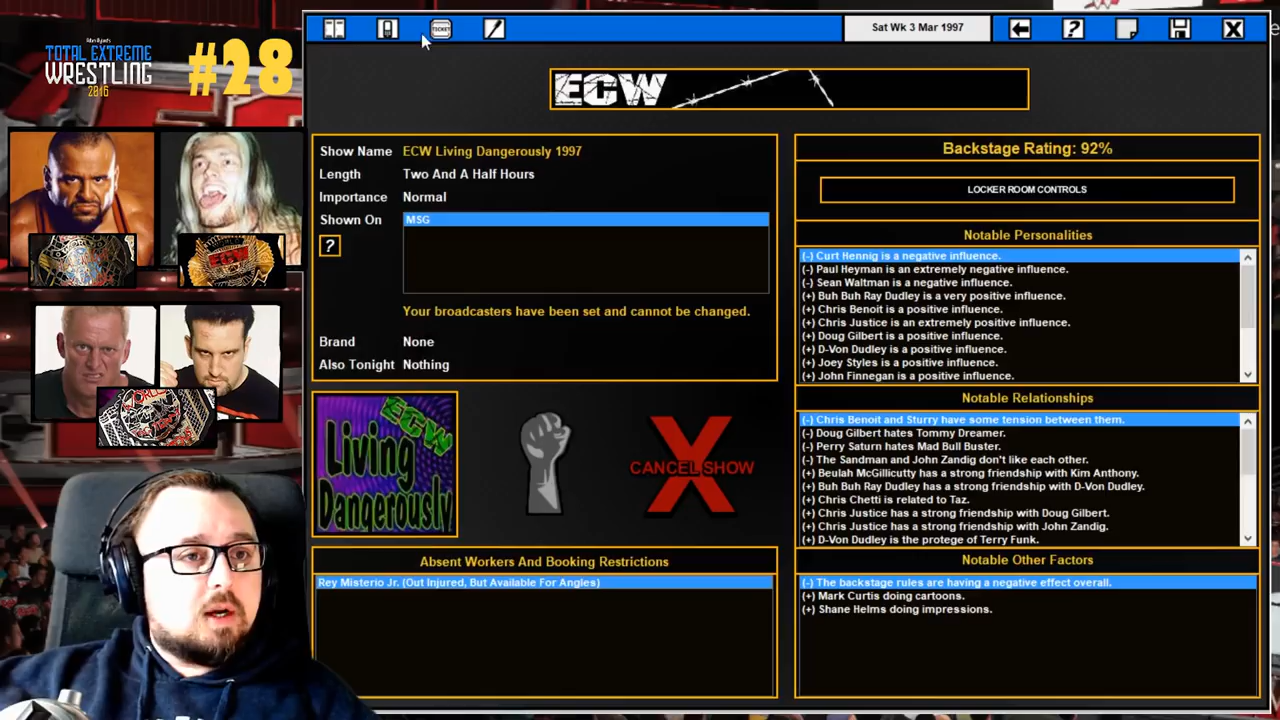 TOTAL EXTREME
WRESTLING
2016
#28
TICKET
Sat Wk 3 Mar 1997
?
X
ECW
Show Name ECW Living Dangerously 1997
Length Two And A Half Hours
Importance Normal
Shown On MSG
?
Your broadcasters have been set and cannot be changed.
Brand None
Also Tonight Nothing
ECW
Living
Dangerously
CANCEL SHOW
Absent Workers And Booking Restrictions
Rey Misterio Jr. (Out Injured, But Available For Angles)
Backstage Rating: 92%
LOCKER ROOM CONTROLS
Notable Personalities
(-) Curt Hennig is a negative influence.
(-) Paul Heyman is an extremely negative influence.
(-) Sean Waltman is a negative influence.
(+) Buh Buh Ray Dudley is a very positive influence.
(+) Chris Benoit is a positive influence.
(+) Chris Justice is an extremely positive influence.
(+) Doug Gilbert is a positive influence.
(+) D-Von Dudley is a positive influence.
(+) Joey Styles is a positive influence.
(+) John Finnegan is a positive influence.
Notable Relationships
(-) Chris Benoit and Sturry have some tension between them.
(-) Doug Gilbert hates Tommy Dreamer.
(-) Perry Saturn hates Mad Bull Buster.
(-) The Sandman and John Zandig don't like each other.
(+) Beulah McGillicutty has a strong friendship with Kim Anthony.
(+) Buh Buh Ray Dudley has a strong friendship with D-Von Dudley.
(+) Chris Chetti is related to Taz.
(+) Chris Justice has a strong friendship with Doug Gilbert.
(+) Chris Justice has a strong friendship with John Zandig.
(+) D-Von Dudley is the protege of Terry Funk.
Notable Other Factors
(-) The backstage rules are having a negative effect overall.
(+) Mark Curtis doing cartoons.
(+) Shane Helms doing impressions.